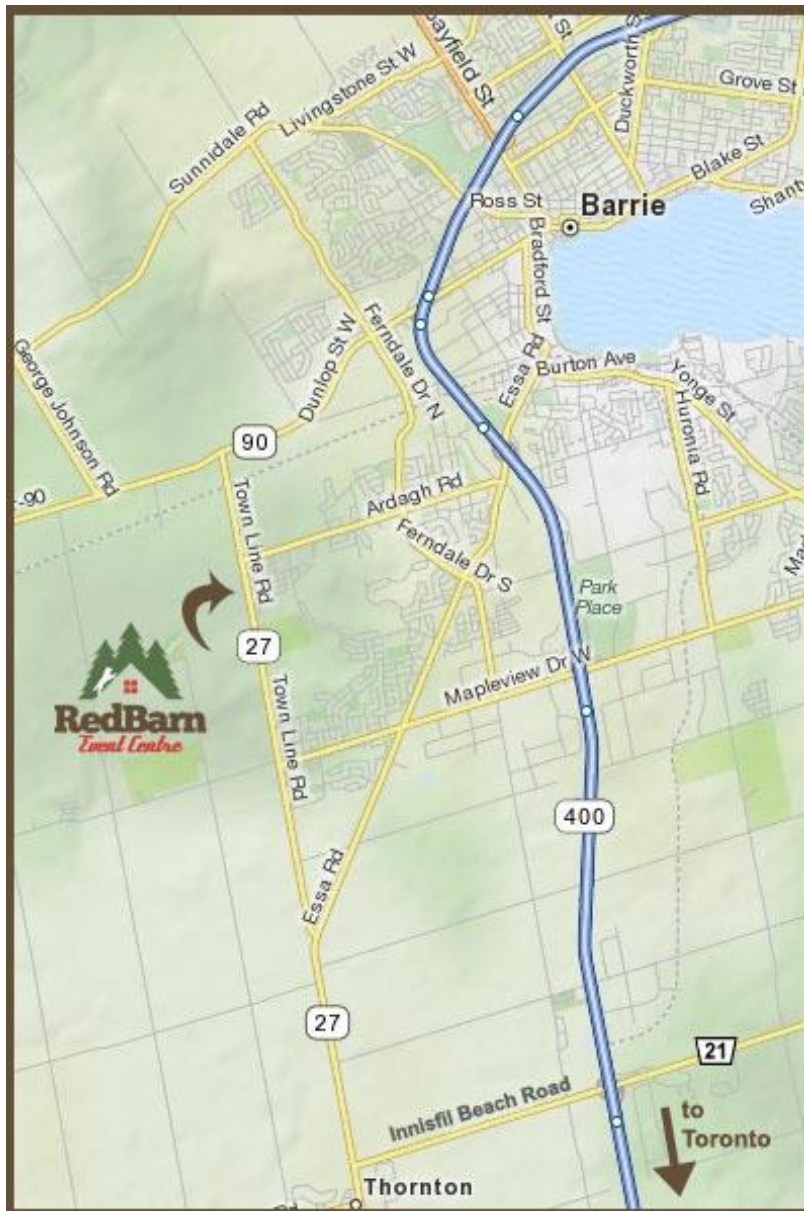 Bayfield St
Duckworth S
Grove St
Livingstone St W
Sunnidale Rd
Blake St
Shant
Ross St
Barrie
Bradford St
George Johnson Rd
Dunlop St W
Ferndale Dr N
Essa Rd
Burton Ave
Yonge St
Huronia Rd
90
-90
Town Line Rd
Ardagh Rd
Ferndale Dr S
Park
Place
27
RedBarn
Event Centre
Town Line Rd
Mapleview Dr W
400
Essa Rd
27
21
Innisfil Beach Road
to
Toronto
Thornton